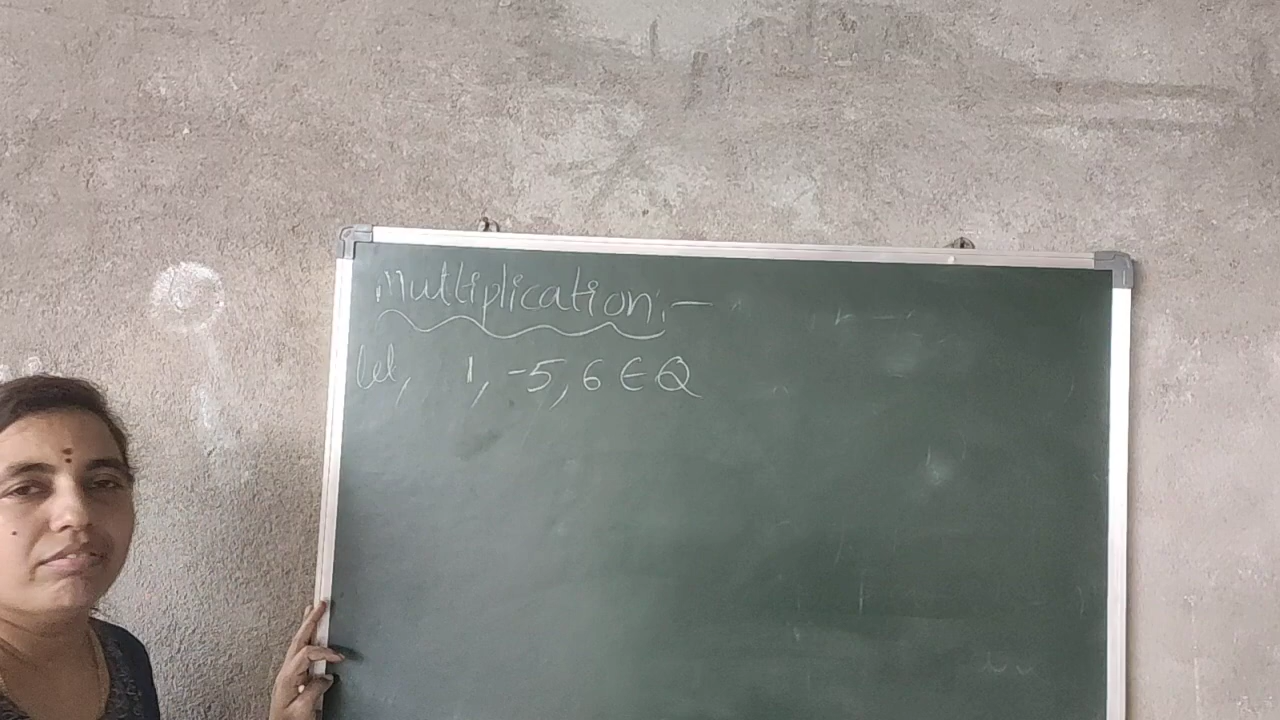 Multiplication:-
Let, 1, -5, 6 ∈ Q